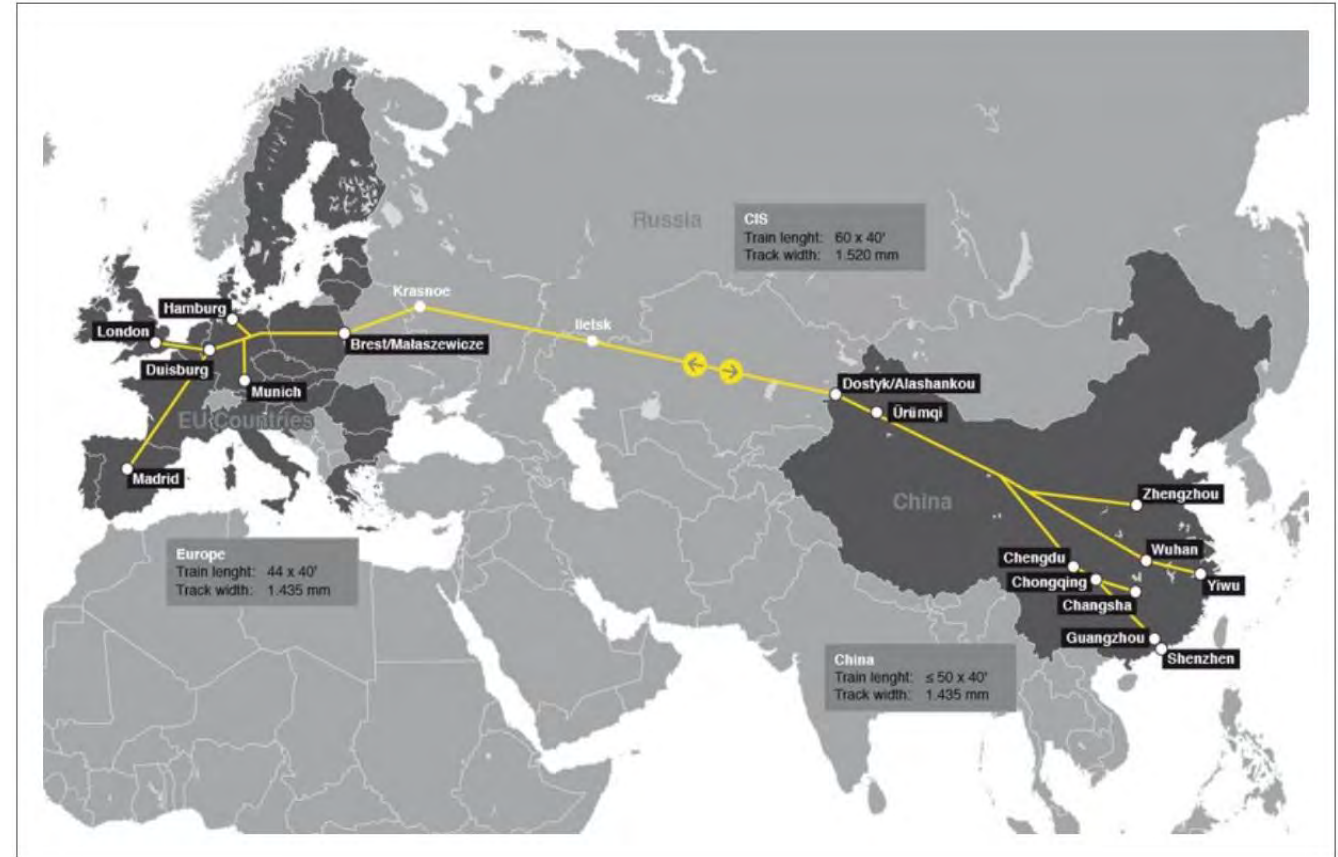 Russia
CIS
Train lenght: 60 x 40'
Track width: 1.520 mm
Krasnoe
Hamburg
London
Iletsk
Brest/Małaszewicze
Duisburg
Munich
Dostyk/Alashankou
Ürümqi
EU Countries
Madrid
Zhengzhou
China
Europe
Train lenght: 44 x 40'
Track width: 1.435 mm
Wuhan
Chengdu
Chongqing
Yiwu
Changsha
Guangzhou
Shenzhen
China
Train lenght: ≤ 50 x 40'
Track width: 1.435 mm